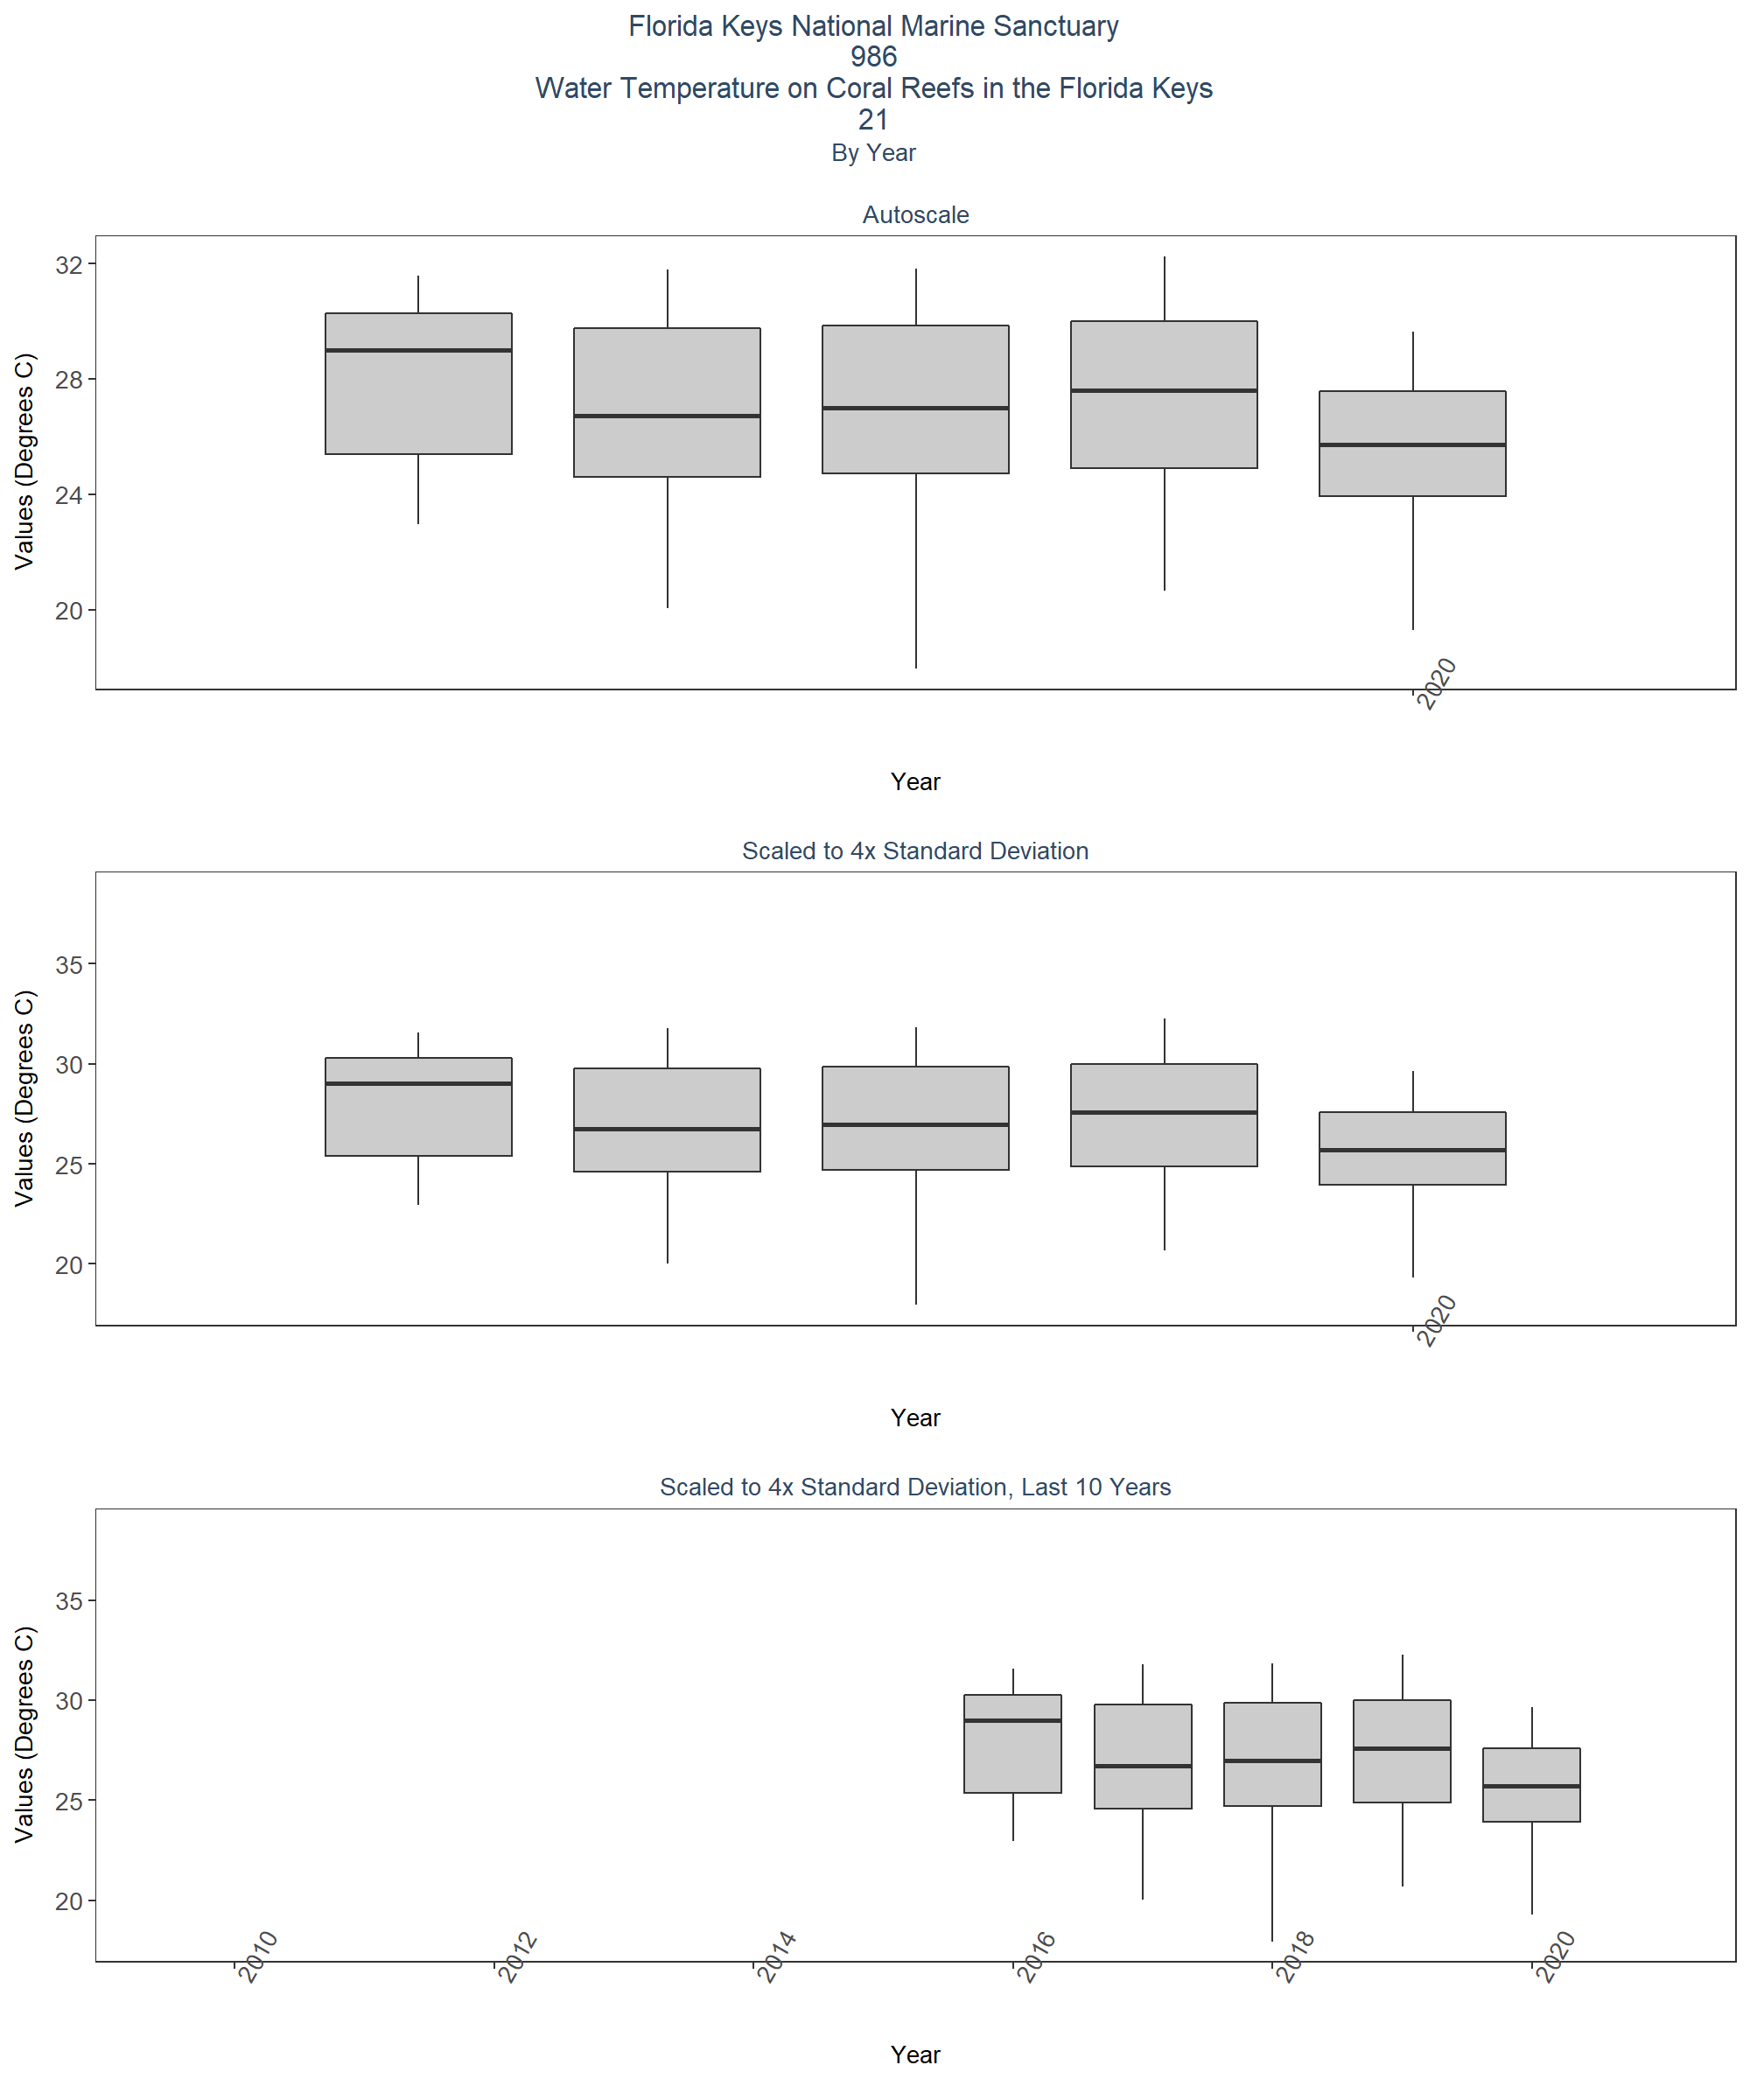 Florida Keys National Marine Sanctuary
986
Water Temperature on Coral Reefs in the Florida Keys
21
By Year
Autoscale
32
28
24
20
Values (Degrees C)
2020
Year
Scaled to 4x Standard Deviation
35
30
25
20
Values (Degrees C)
2020
Year
Scaled to 4x Standard Deviation, Last 10 Years
35
30
25
20
Values (Degrees C)
2010 2012 2014 2016 2018 2020
Year